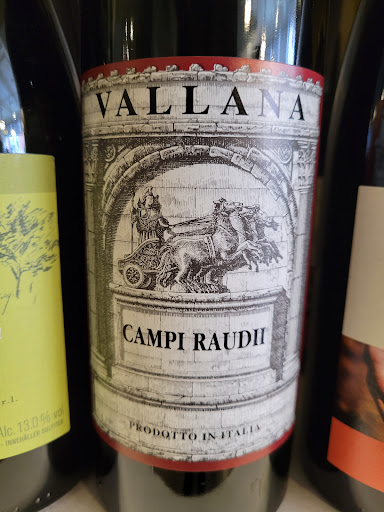 VALLANA
CAMPI RAUDII
PRODOTTO IN ITALIA
r.l.
Alc. 13.0 % vol